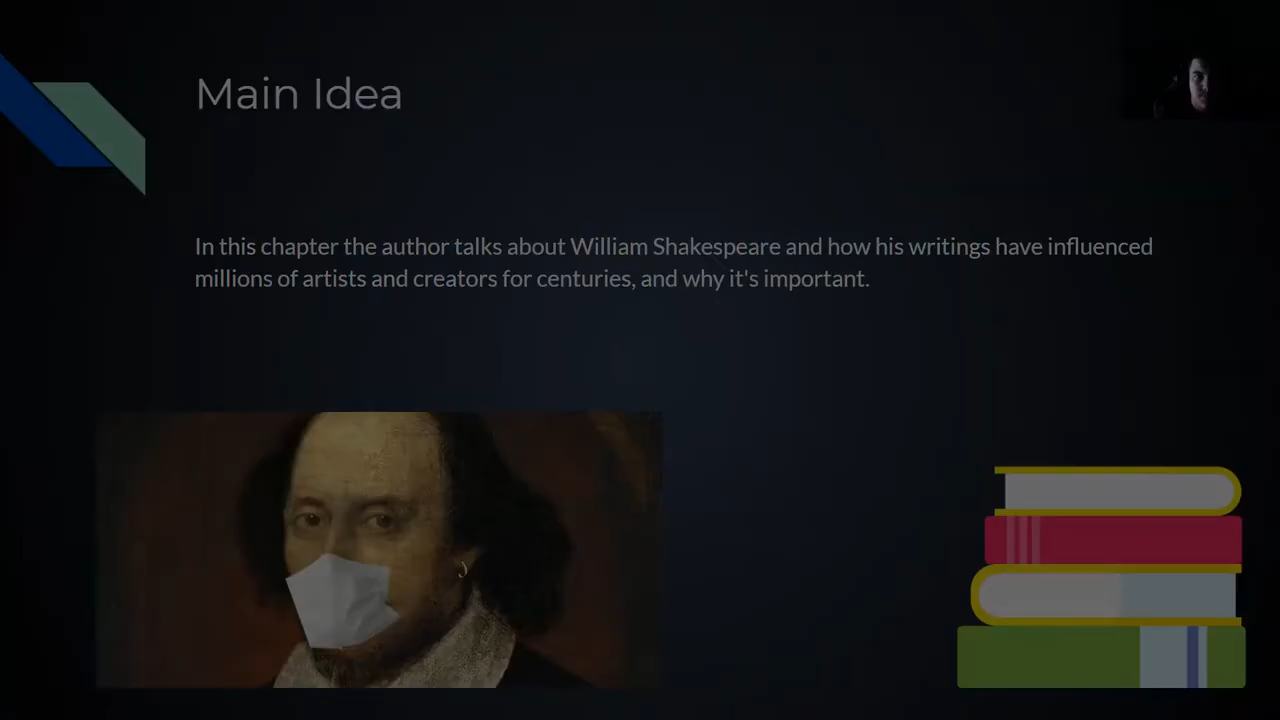 Main Idea
In this chapter the author talks about William Shakespeare and how his writings have influenced
millions of artists and creators for centuries, and why it's important.